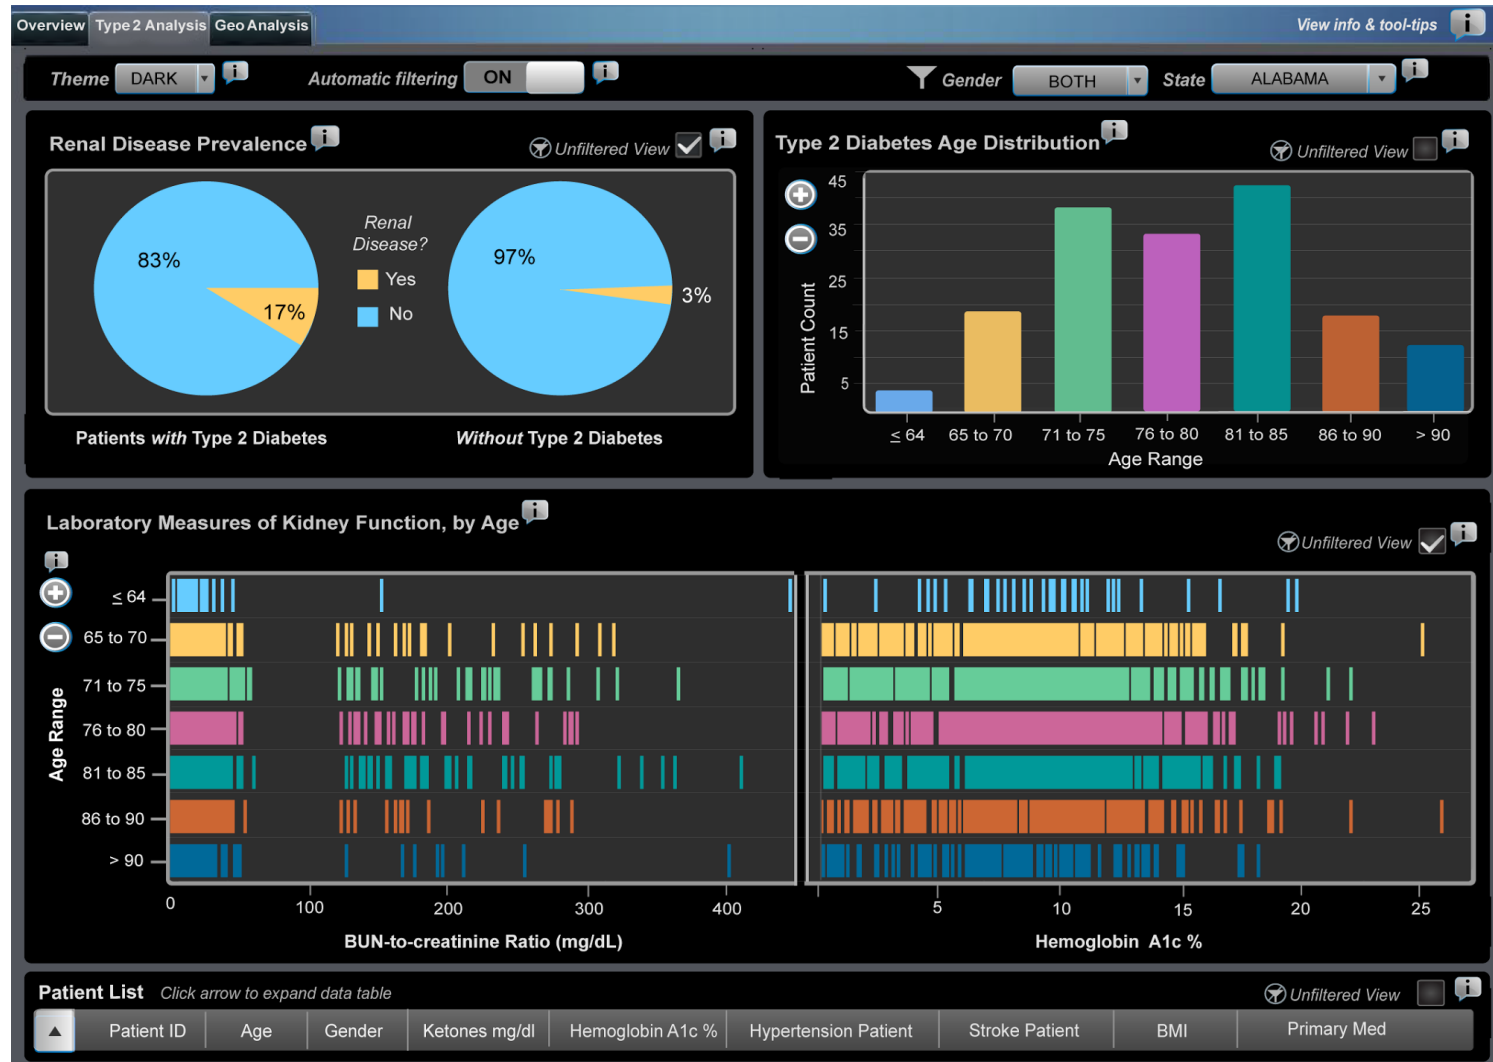 Overview Type 2 Analysis Geo Analysis View info & tool-tips i
Theme DARK i Automatic filtering ON i Gender BOTH State ALABAMA i
Renal Disease Prevalence i
Unfiltered View i
83%
17%
Renal
Disease?
Yes
No
97%
3%
Patients with Type 2 Diabetes
Without Type 2 Diabetes
Type 2 Diabetes Age Distribution i
Unfiltered View i
Patient Count
45
35
25
15
5
≤ 64 65 to 70 71 to 75 76 to 80 81 to 85 86 to 90 > 90
Age Range
Laboratory Measures of Kidney Function, by Age i
Unfiltered View i
i
Age Range
≤ 64
65 to 70
71 to 75
76 to 80
81 to 85
86 to 90
> 90
0 100 200 300 400
BUN-to-creatinine Ratio (mg/dL)
5 10 15 20 25
Hemoglobin A1c %
Patient List Click arrow to expand data table Unfiltered View i
Patient ID Age Gender Ketones mg/dl Hemoglobin A1c % Hypertension Patient Stroke Patient BMI Primary Med